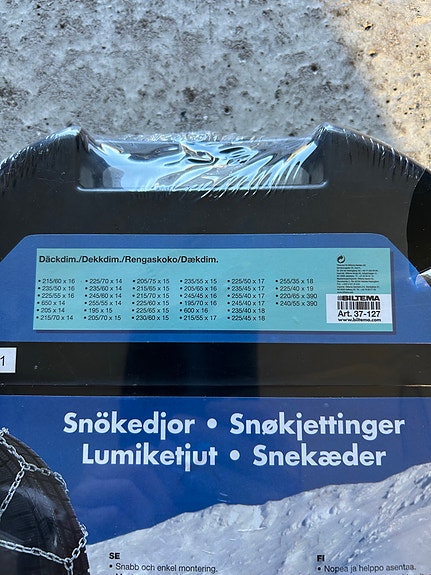 Däckdim./Dekkdim./Rengaskoko/Dækdim.
• 215/60 x 16 • 225/70 x 14 • 205/75 x 15 • 235/55 x 15 • 225/50 x 17 • 255/35 x 18
• 235/50 x 16 • 235/60 x 14 • 215/65 x 15 • 205/65 x 16 • 235/45 x 17 • 225/40 x 19
• 225/55 x 16 • 245/60 x 14 • 215/70 x 15 • 245/45 x 16 • 255/40 x 17 • 220/65 x 390
• 650 x 14 • 255/55 x 14 • 225/65 x 15 • 195/70 x 16 • 245/40 x 17 • 240/55 x 390
• 205 x 14 • 195 x 15 • 225/60 x 15 • 600 x 16 • 235/40 x 18
• 215/70 x 14 • 205/70 x 15 • 230/60 x 15 • 215/55 x 17 • 225/45 x 18
BILTEMA
Art. 37-127
www.biltema.com
1
Snökedjor • Snøkjettinger
Lumiketjut • Snekæder
SE
• Snabb och enkel montering.
FI
• Nopea ja helppo asentaa.